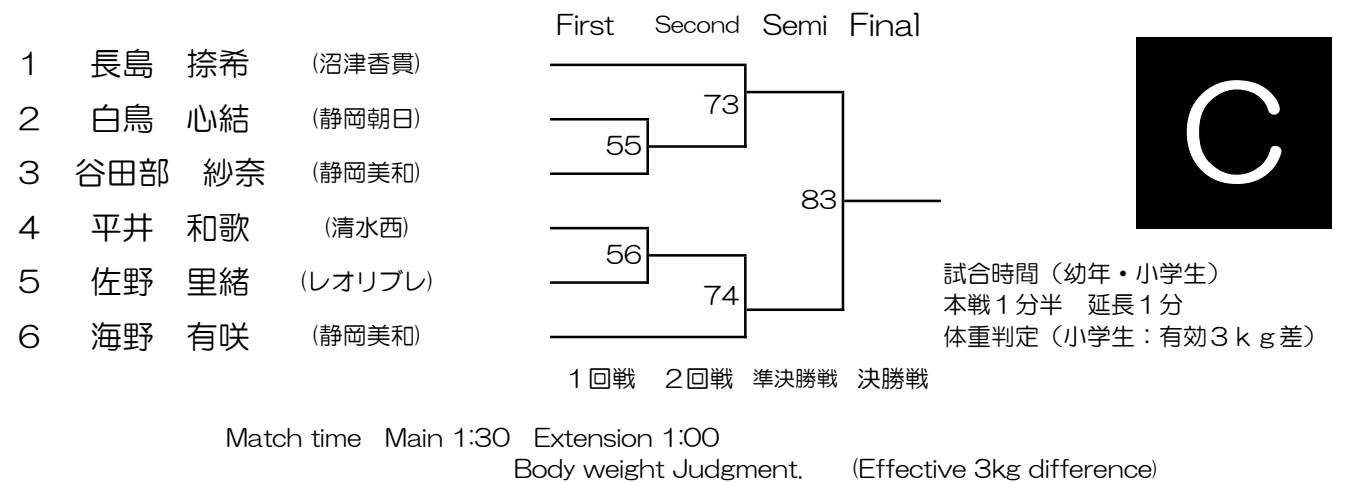 First Second Semi Final
1 長島 捺希 (沼津香貫)
2 白鳥 心結 (静岡朝日)
3 谷田部 紗奈 (静岡美和)
4 平井 和歌 (清水西)
5 佐野 里緒 (レオリブレ)
6 海野 有咲 (静岡美和)
73
55
83
56
74
C
試合時間（幼年・小学生）
本戦１分半 延長１分
体重判定（小学生：有効３ｋｇ差）
１回戦 ２回戦 準決勝戦 決勝戦
Match time Main 1:30 Extension 1:00
Body weight Judgment. (Effective 3kg difference)